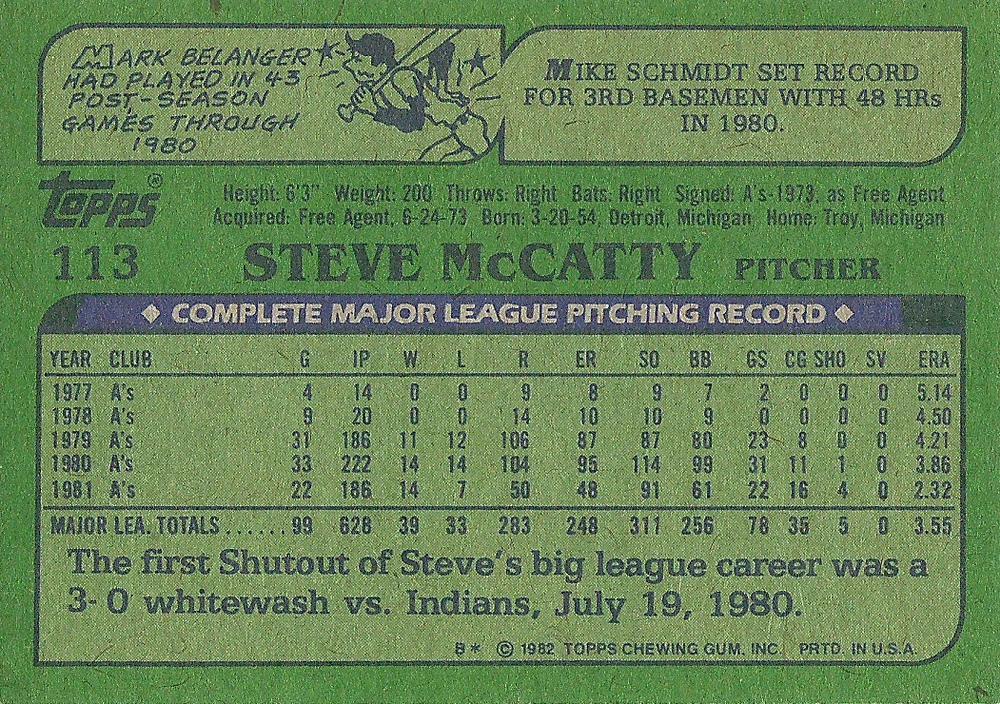 MARK BELANGER
HAD PLAYED IN 43
POST-SEASON
GAMES THROUGH
1980
MIKE SCHMIDT SET RECORD
FOR 3RD BASEMEN WITH 48 HRs
IN 1980.
Topps®
Height: 6'3" Weight: 200 Throws: Right Bats: Right Signed: A's-1973, as Free Agent
Acquired: Free Agent, 6-24-73 Born: 3-20-54, Detroit, Michigan Home: Troy, Michigan
113 STEVE McCATTY PITCHER
◆ COMPLETE MAJOR LEAGUE PITCHING RECORD ◆
YEAR CLUB G IP W L R ER SO BB GS CG SHO SV ERA
1977 A's 4 14 0 0 9 8 9 7 2 0 0 0 5.14
1978 A's 9 20 0 0 14 10 10 9 0 0 0 0 4.50
1979 A's 31 186 11 12 106 87 87 80 23 8 0 0 4.21
1980 A's 33 222 14 14 104 95 114 99 31 11 1 0 3.86
1981 A's 22 186 14 7 50 48 91 61 22 16 4 0 2.32
MAJOR LEA. TOTALS...... 99 628 39 33 283 248 311 256 78 35 5 0 3.55
The first Shutout of Steve's big league career was a
3-0 whitewash vs. Indians, July 19, 1980.
B* © 1982 TOPPS CHEWING GUM, INC. PRTD. IN U.S.A.